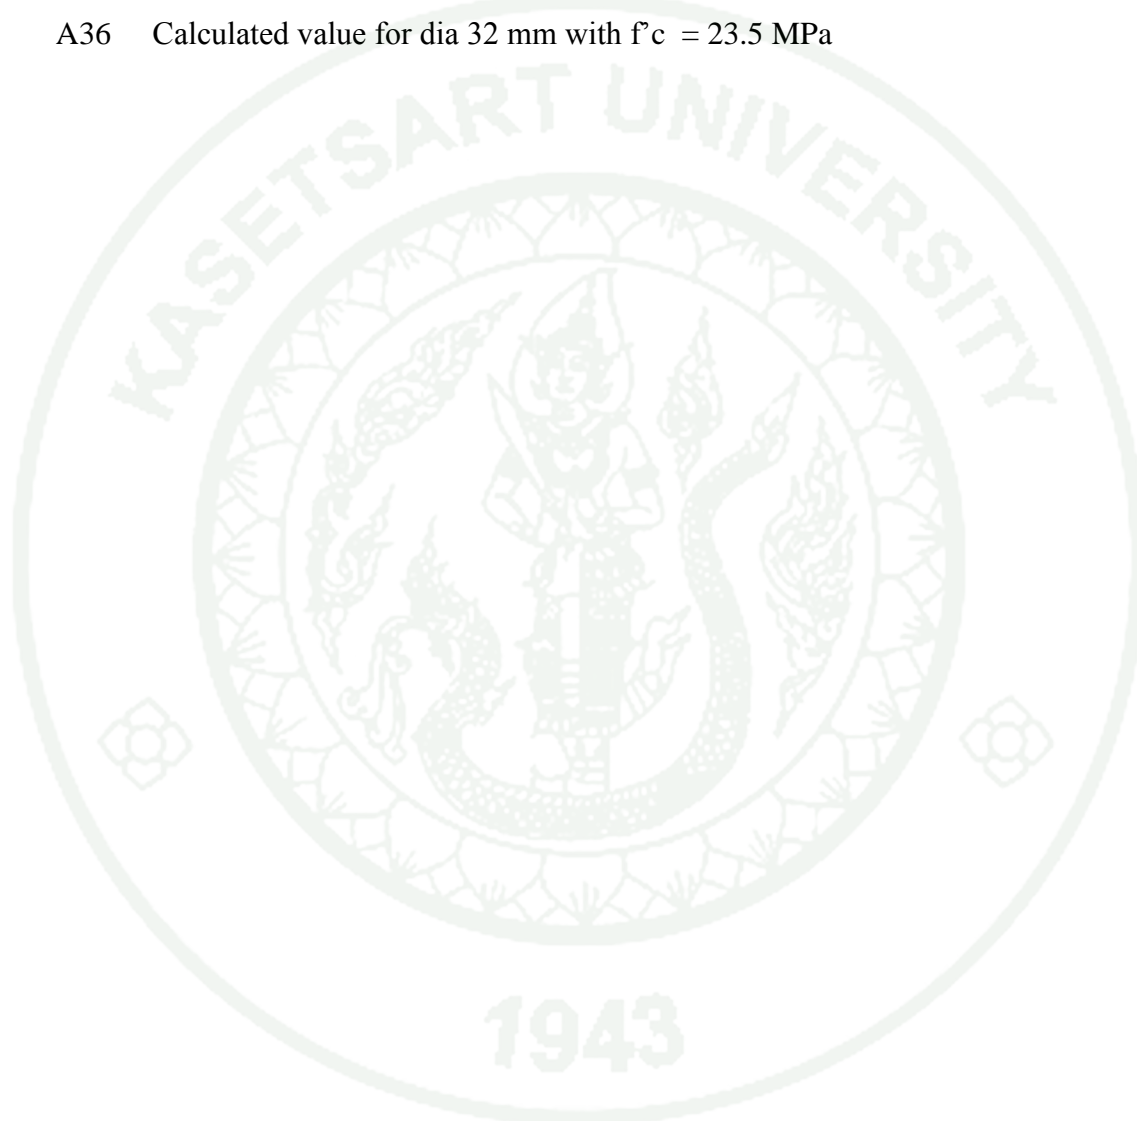 A36 Calculated value for dia 32 mm with f’c = 23.5 MPa
KASETSART UNIVERSITY
1943